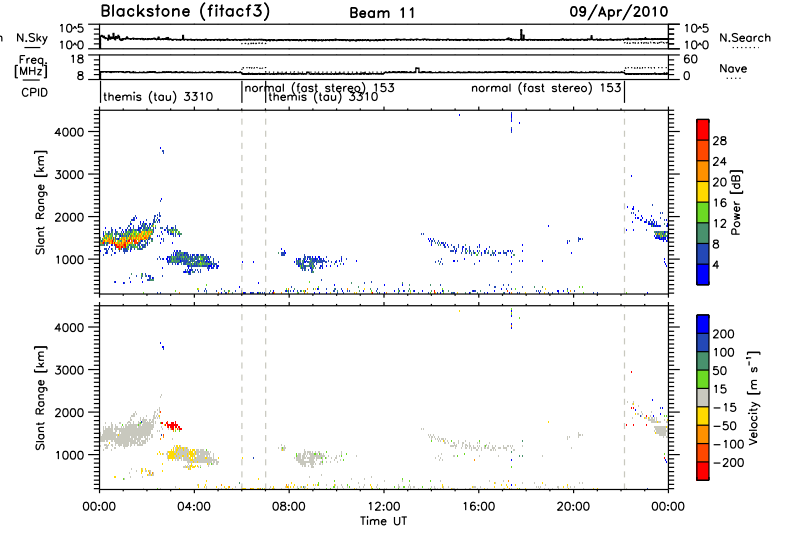 Blackstone (fitacf3) Beam 11 09/Apr/2010
N.Sky 10^5 10^0 10^5 10^0 N.Search
Freq. [MHz] 18 8 60 0 Nave
CPID themis (tau) 3310 normal (fast stereo) 153 themis (tau) 3310 normal (fast stereo) 153
Slant Range [km]
4000
3000
2000
1000
28
24
20
16
12
8
4
Power [dB]
Slant Range [km]
4000
3000
2000
1000
200
100
50
15
-15
-50
-100
-200
Velocity [m s⁻¹]
00:00 04:00 08:00 12:00 16:00 20:00 00:00
Time UT